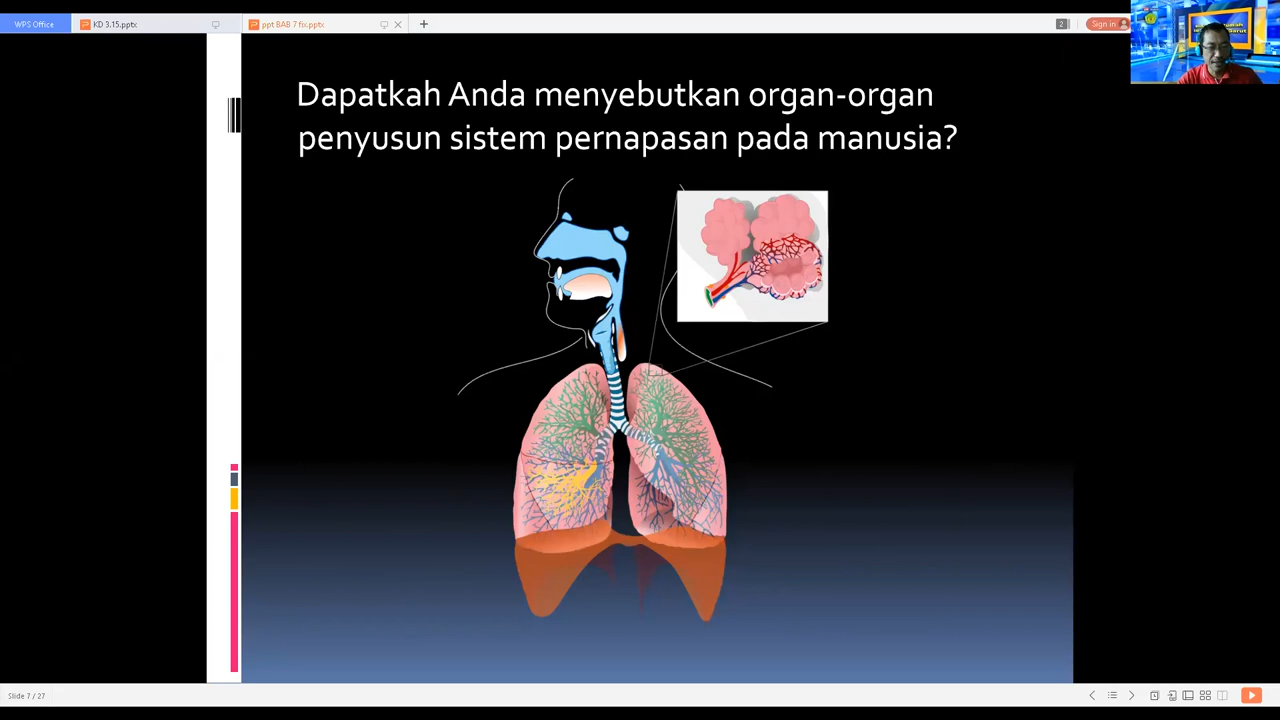 WPS Office
KD 3.15.pptx
ppt BAB 7 fix.pptx
2
Sign in
Dapatkah Anda menyebutkan organ-organ
penyusun sistem pernapasan pada manusia?
Slide 7 / 27